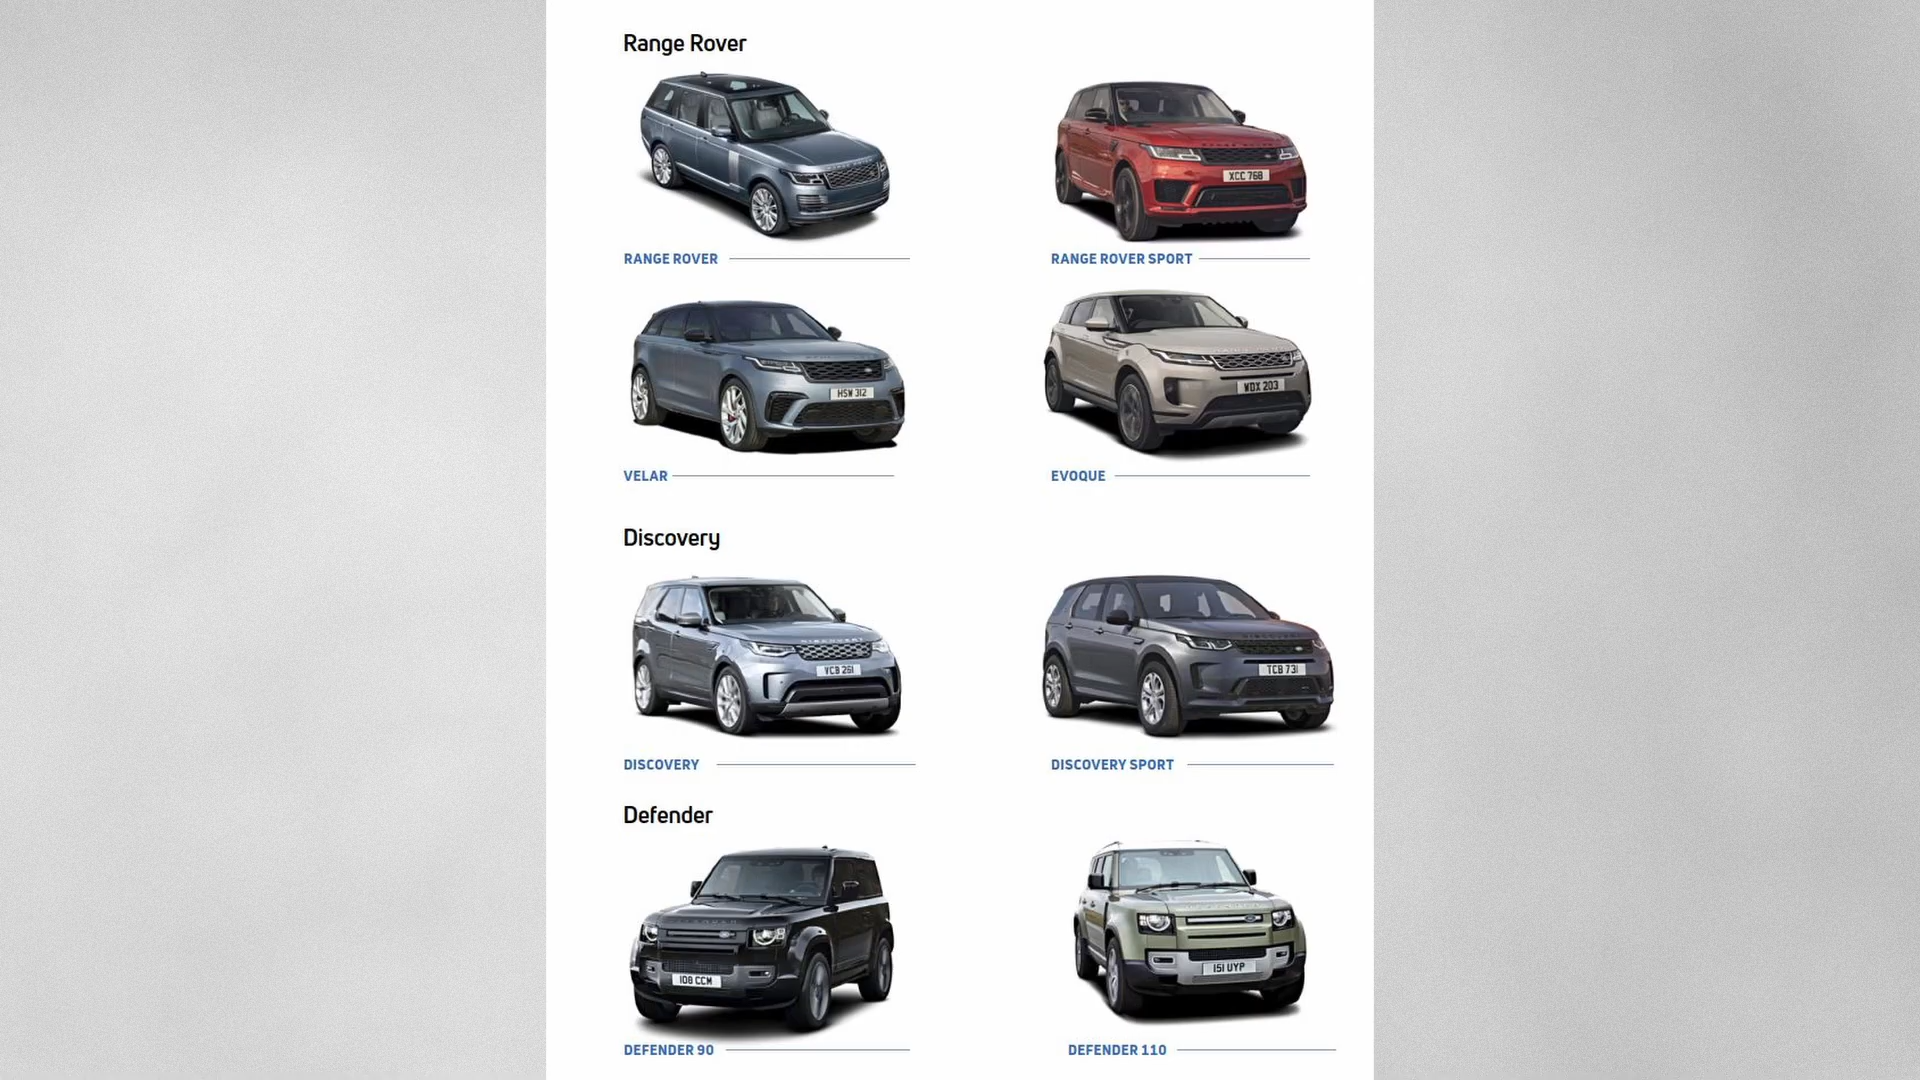 Range Rover
XCC 768
RANGE ROVER
RANGE ROVER SPORT
HSW 312
WDX 203
VELAR
EVOQUE
Discovery
DISCOVERY
VCB 261
TCB 731
DISCOVERY
DISCOVERY SPORT
Defender
108 CCM
151 UYP
DEFENDER 90
DEFENDER 110